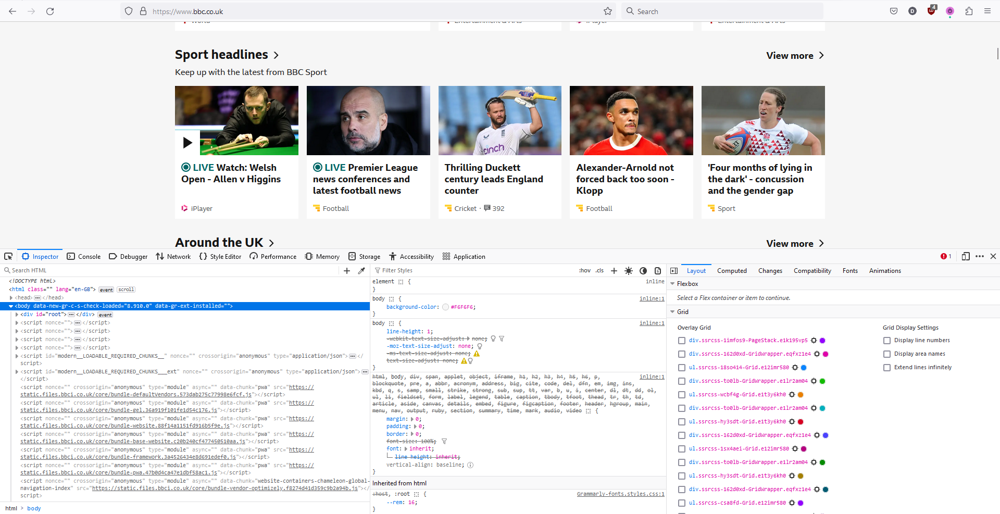 https://www.bbc.co.uk
Search
D
4
World
Entertainment & Arts
iPlayer
Entertainment & Arts
Sport headlines
View more
Keep up with the latest from BBC Sport
cinch
LIVE Watch: Welsh
Open - Allen v Higgins
iPlayer
LIVE Premier League
news conferences and
latest football news
Football
Thrilling Duckett
century leads England
counter
Cricket · 392
Alexander-Arnold not
forced back too soon -
Klopp
Football
'Four months of lying in
the dark' - concussion
and the gender gap
Sport
Around the UK
View more
Inspector Console Debugger Network Style Editor Performance Memory Storage Accessibility Application 1
Search HTML
<!DOCTYPE html>
<html class="" lang="en-GB"> event scroll
<head> ••• </head>
<body data-new-gr-c-s-check-loaded="8.910.0" data-gr-ext-installed="">
<div id="root"> ••• </div> event
<script nonce=""> ••• </script>
<script nonce=""> ••• </script>
<script nonce=""> ••• </script>
<script nonce=""> ••• </script>
<script id="modern__LOADABLE_REQUIRED_CHUNKS__" nonce="" crossorigin="anonymous" type="application/json"> ••• </
script>
<script id="modern__LOADABLE_REQUIRED_CHUNKS___ext" nonce="" crossorigin="anonymous" type="application/json"> •••
</script>
<script nonce="" crossorigin="anonymous" type="module" async="" data-chunk="pwa" src="https://
static.files.bbci.co.uk/core/bundle-defaultVendors.573dab275c77998e6fcf.js"></script>
<script nonce="" crossorigin="anonymous" type="module" async="" data-chunk="pwa" src="https://
static.files.bbci.co.uk/core/bundle-gel.36a919f101fe1d54c176.js"></script>
<script nonce="" crossorigin="anonymous" type="module" async="" data-chunk="pwa" src="https://
static.files.bbci.co.uk/core/bundle-website.88f14a1151fd916b5f9e.js"></script>
<script nonce="" crossorigin="anonymous" type="module" async="" data-chunk="pwa" src="https://
static.files.bbci.co.uk/core/bundle-base-website.c20b240cf477450510aa.js"></script>
<script nonce="" crossorigin="anonymous" type="module" async="" data-chunk="pwa" src="https://
static.files.bbci.co.uk/core/bundle-framework.3a4526434e8d691edef0.js"></script>
<script nonce="" crossorigin="anonymous" type="module" async="" data-chunk="pwa" src="https://
static.files.bbci.co.uk/core/bundle-pwa.47b0d4ca47e1dbf58ac1.js"></script>
<script nonce="" crossorigin="anonymous" type="module" async="" data-chunk="website-containers-chameleon-global-
navigation-index" src="https://static.files.bbci.co.uk/core/bundle-vendor-optimizely.f8274d41d359c9b2a94b.js"></
script>
html > body
Filter Styles
:hov .cls
element { inline
}
body { inline:1
background-color: #F6F6F6;
}
body { inline:1
line-height: 1;
-webkit-text-size-adjust: none;
-moz-text-size-adjust: none;
-ms-text-size-adjust: none;
text-size-adjust: none;
}
html, body, div, span, applet, object, iframe, h1, h2, h3, h4, h5, h6, p, inline:1
blockquote, pre, a, abbr, acronym, address, big, cite, code, del, dfn, em, img, ins,
kbd, q, s, samp, small, strike, strong, sub, sup, tt, var, b, u, i, center, dl, dt, dd, ol,
ul, li, fieldset, form, label, legend, table, caption, tbody, tfoot, thead, tr, th, td,
article, aside, canvas, details, embed, figure, figcaption, footer, header, hgroup, main,
menu, nav, output, ruby, section, summary, time, mark, audio, video {
margin: 0;
padding: 0;
border: 0;
font-size: 100%;
font: inherit;
line-height: inherit;
vertical-align: baseline;
}
Inherited from html
:host, :root { Grammarly-fonts.styles.css:1
--rem: 16;
}
Layout Computed Changes Compatibility Fonts Animations
Flexbox
Select a Flex container or item to continue.
Grid
Overlay Grid
div.ssrcss-1imfos9-PageStack.e1k195vp5
div.ssrcss-162d0xd-GridWrapper.eqfxz1e4
ul.ssrcss-18so414-Grid.e12imr580
div.ssrcss-to0lb-GridWrapper.e1lr2am04
ul.ssrcss-wcbf4g-Grid.e1t3y6kh0
div.ssrcss-to0lb-GridWrapper.e1lr2am04
ul.ssrcss-hy3sdt-Grid.e1t3y6kh0
div.ssrcss-162d0xd-GridWrapper.eqfxz1e4
ul.ssrcss-1sx4aei-Grid.e12imr580
div.ssrcss-to0lb-GridWrapper.e1lr2am04
ul.ssrcss-hy3sdt-Grid.e1t3y6kh0
div.ssrcss-162d0xd-GridWrapper.eqfxz1e4
ul.ssrcss-csa8fd-Grid.e12imr580
Grid Display Settings
Display line numbers
Display area names
Extend lines infinitely